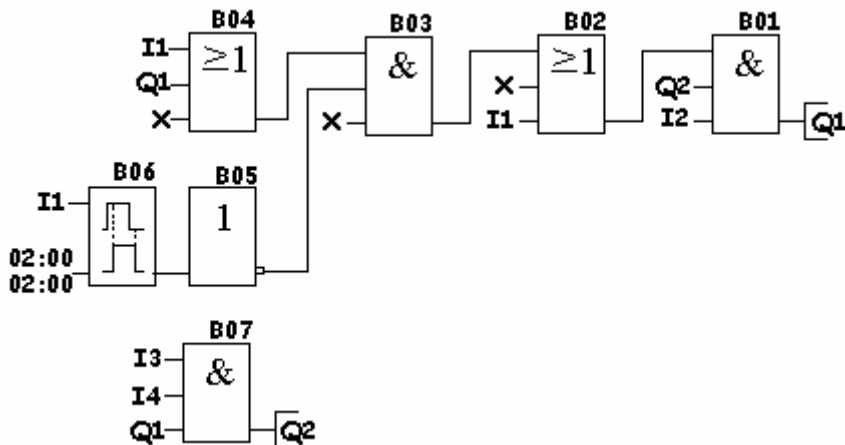 B04 B03 B02 B01
I1 ≥1 & ≥1 &
Q1 × Q2
× × I1 I2 Q1
B06 B05
I1 1
02:00
02:00
B07
I3 &
I4
Q1 Q2